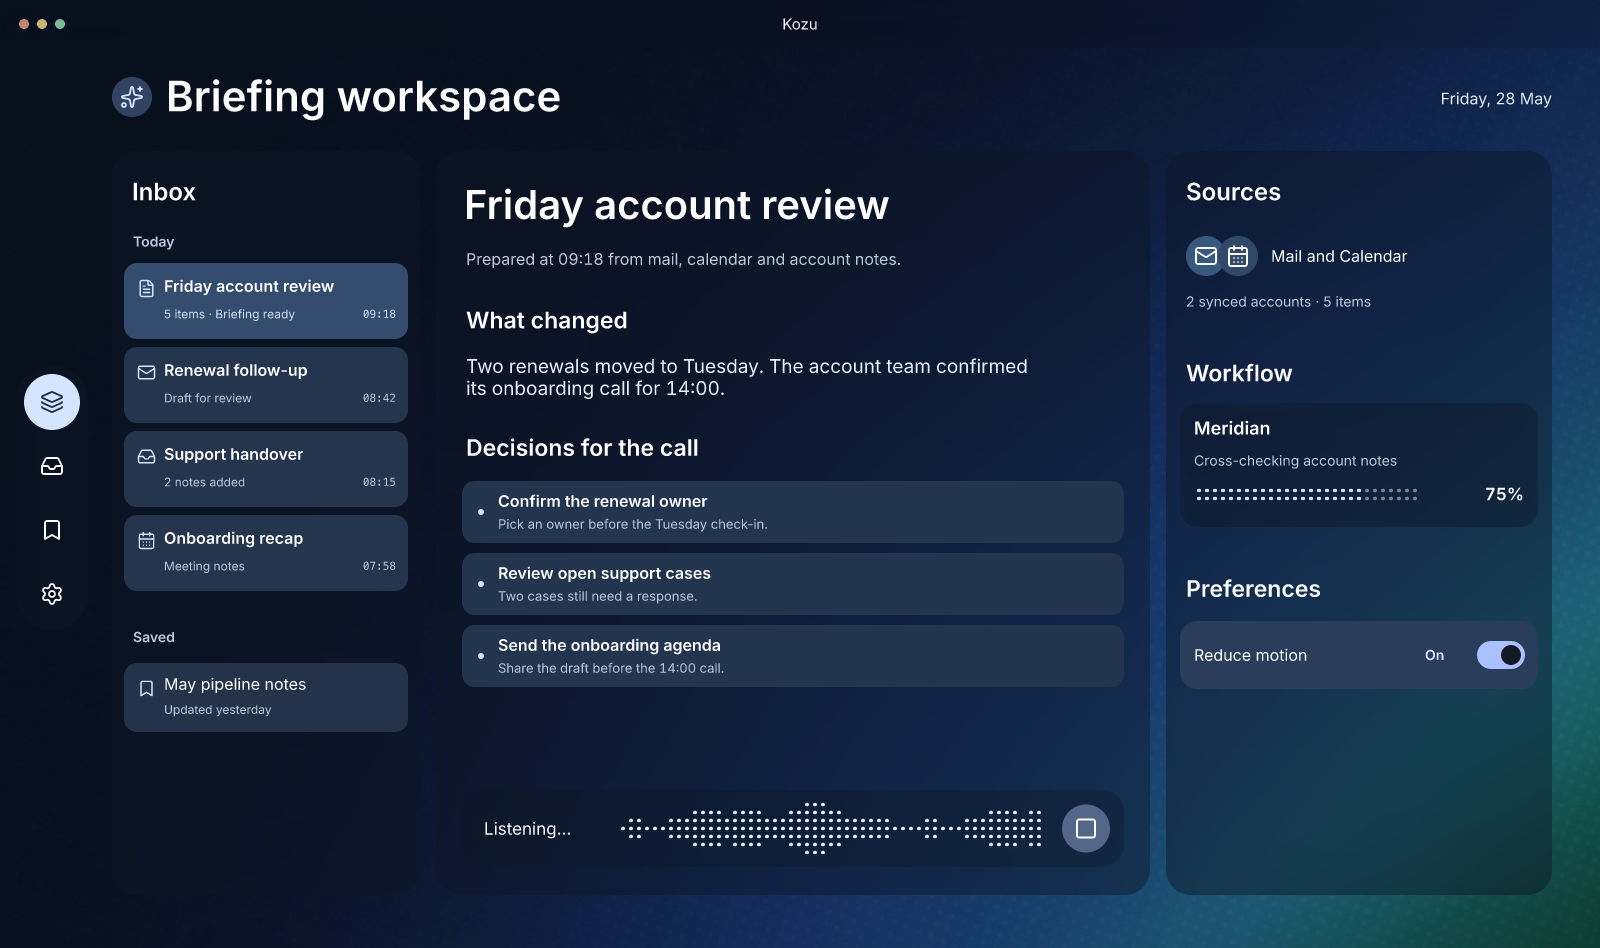 Kozu
Briefing workspace
Friday, 28 May
Inbox
Today
Friday account review
5 items · Briefing ready
09:18
Renewal follow-up
Draft for review
08:42
Support handover
2 notes added
08:15
Onboarding recap
Meeting notes
07:58
Saved
May pipeline notes
Updated yesterday
Friday account review
Prepared at 09:18 from mail, calendar and account notes.
What changed
Two renewals moved to Tuesday. The account team confirmed
its onboarding call for 14:00.
Decisions for the call
Confirm the renewal owner
Pick an owner before the Tuesday check-in.
Review open support cases
Two cases still need a response.
Send the onboarding agenda
Share the draft before the 14:00 call.
Listening...
Sources
Mail and Calendar
2 synced accounts · 5 items
Workflow
Meridian
Cross-checking account notes
75%
Preferences
Reduce motion
On